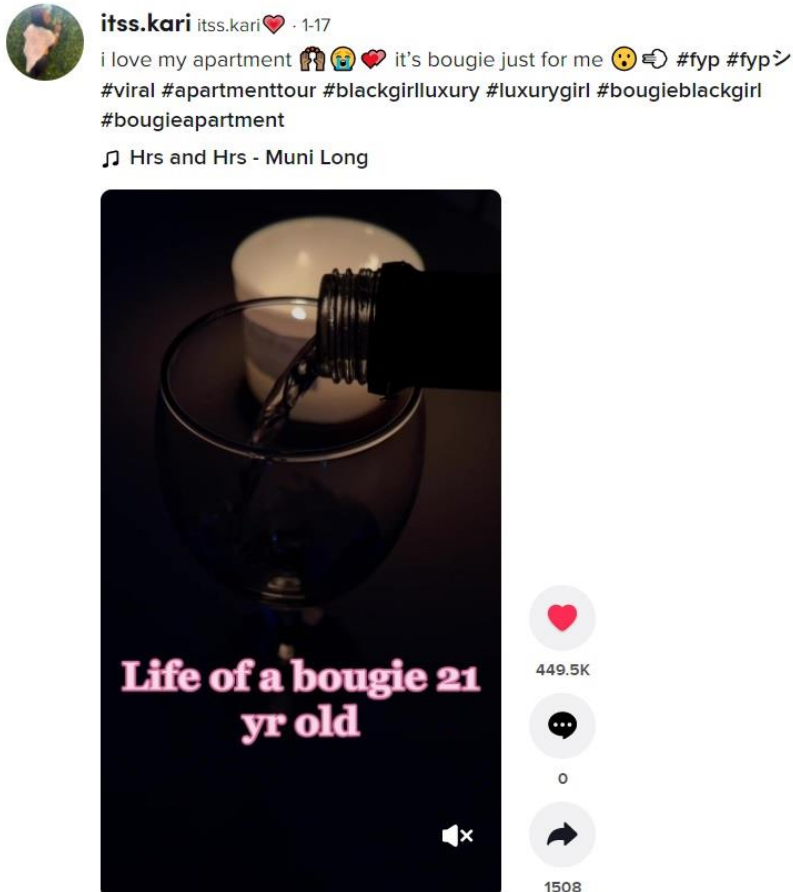 itss.kari itss.kari💗 · 1-17
i love my apartment 🙌🏾😭💕 it’s bougie just for me 😮‍💨 #fyp #fypシ
#viral #apartmenttour #blackgirlluxury #luxurygirl #bougieblackgirl
#bougieapartment
♫ Hrs and Hrs - Muni Long
Life of a bougie 21
yr old
449.5K
0
1508